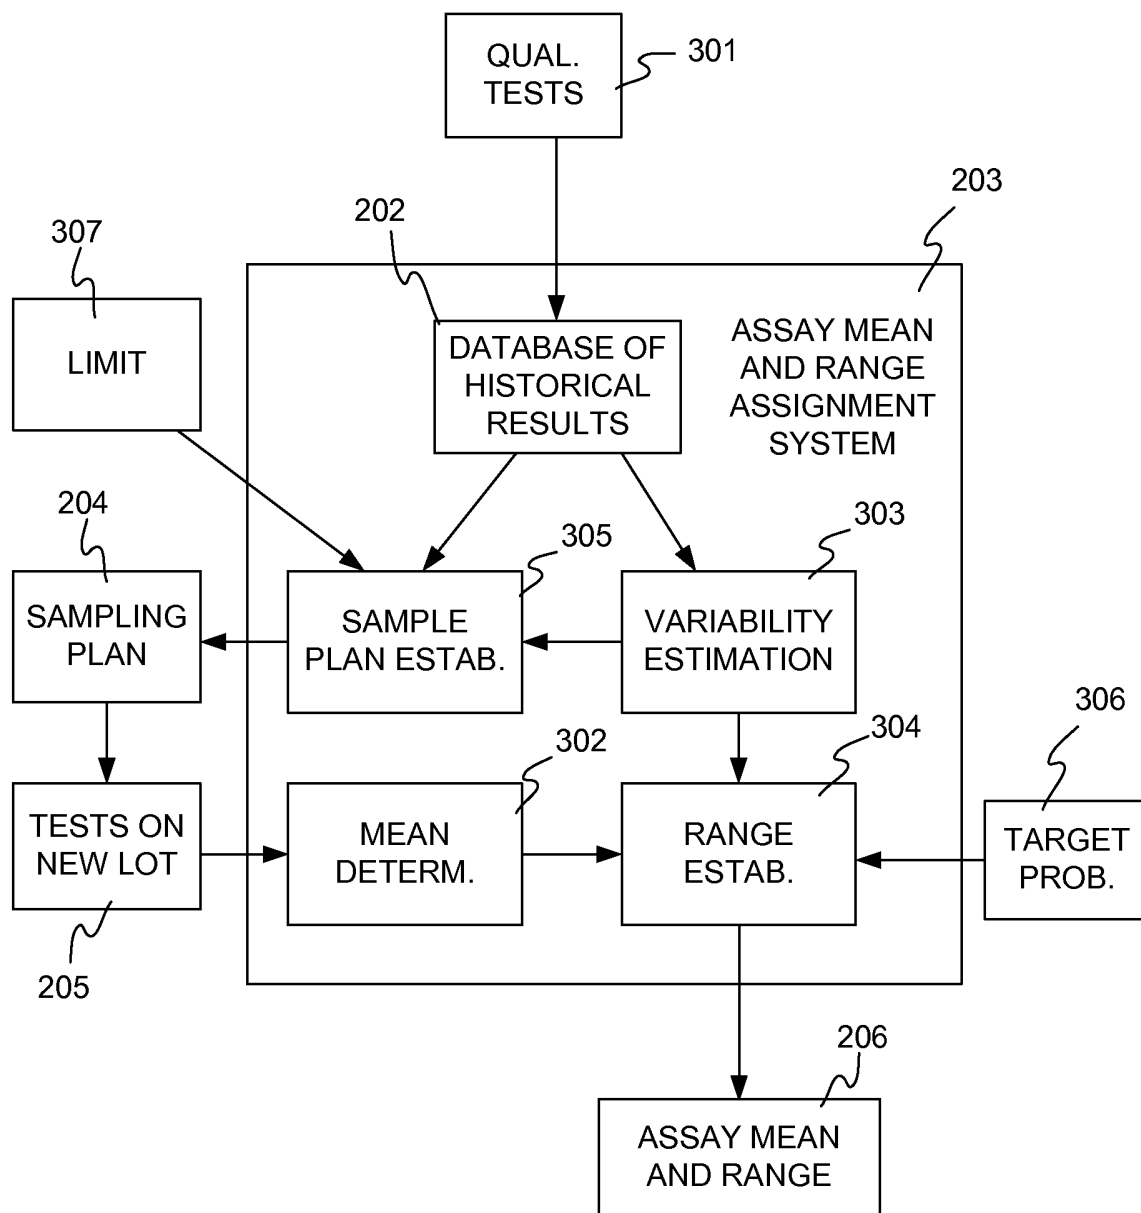 QUAL.
TESTS
301
203
202
307
LIMIT
DATABASE OF
HISTORICAL
RESULTS
ASSAY MEAN
AND RANGE
ASSIGNMENT
SYSTEM
204
305
303
SAMPLING
PLAN
SAMPLE
PLAN ESTAB.
VARIABILITY
ESTIMATION
302
304
306
TESTS ON
NEW LOT
MEAN
DETERM.
RANGE
ESTAB.
TARGET
PROB.
205
206
ASSAY MEAN
AND RANGE